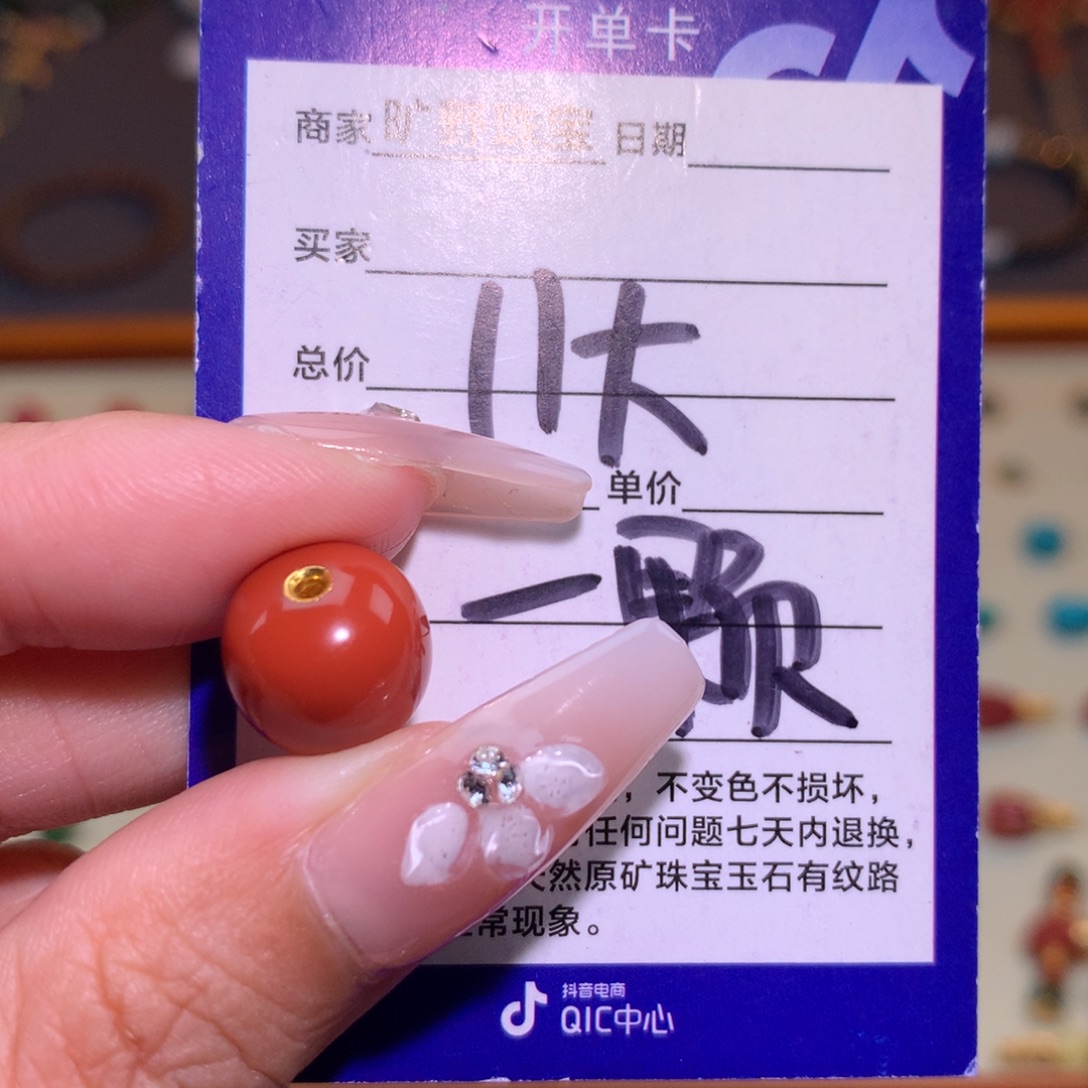 开单卡
商家 旷野珠宝 日期
买家
总价 11大
单价
一颗
，不变色不损坏，
任何问题七天内退换，
天然原矿珠宝玉石有纹路
常现象。
抖音电商
QIC中心